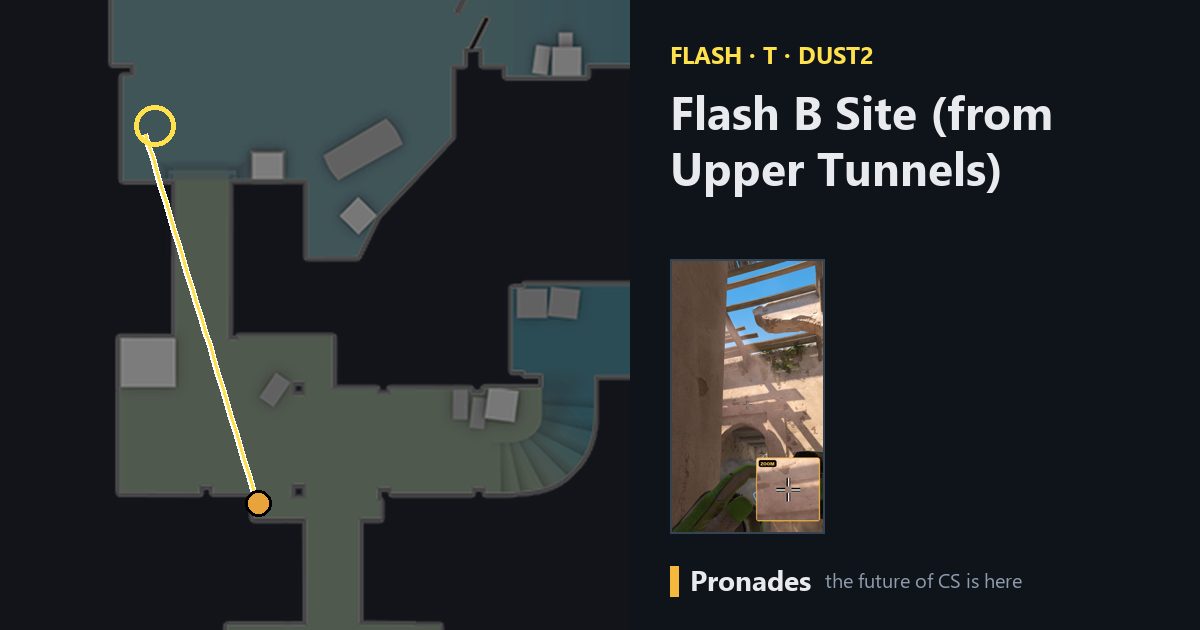 FLASH · T · DUST2
Flash B Site (from
Upper Tunnels)
ZOOM
Pronades the future of CS is here